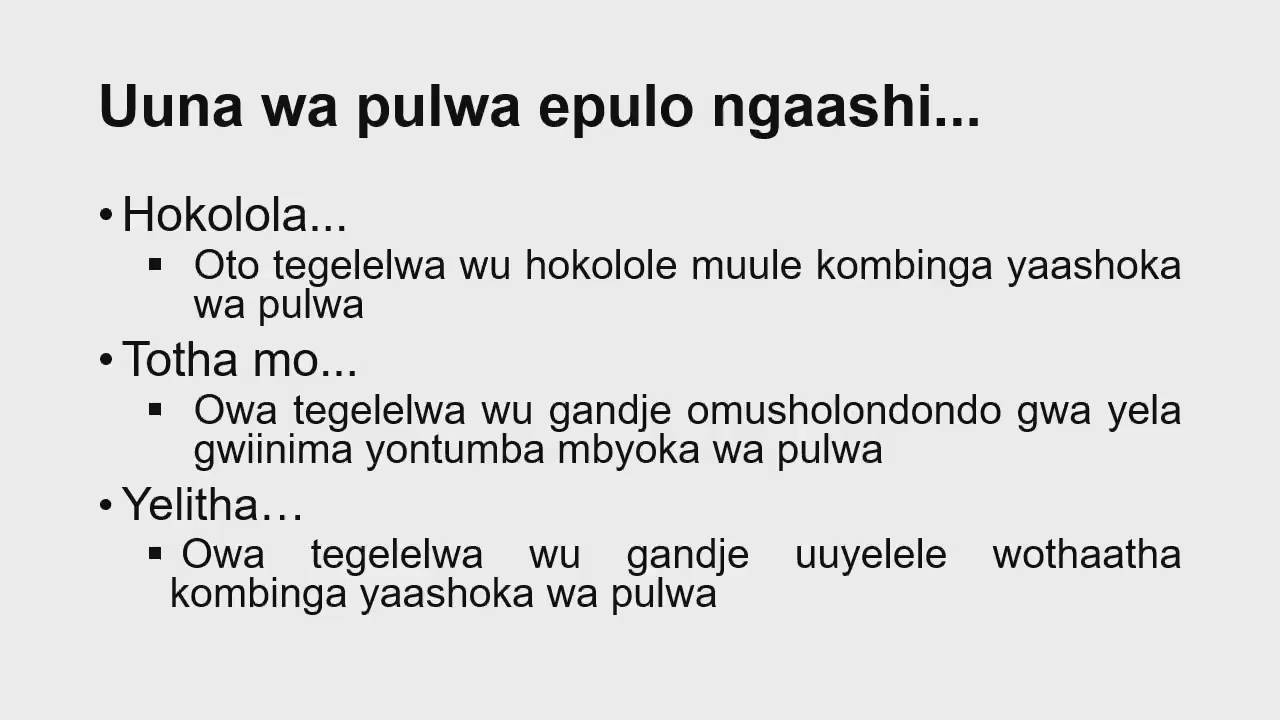 Uuna wa pulwa epulo ngaashi...
• Hokolola...
▪ Oto tegelelwa wu hokolole muule kombinga yaashoka
wa pulwa
• Totha mo...
▪ Owa tegelelwa wu gandje omusholondondo gwa yela
gwiinima yontumba mbyoka wa pulwa
• Yelitha…
▪ Owa tegelelwa wu gandje uuyelele wothaatha
kombinga yaashoka wa pulwa